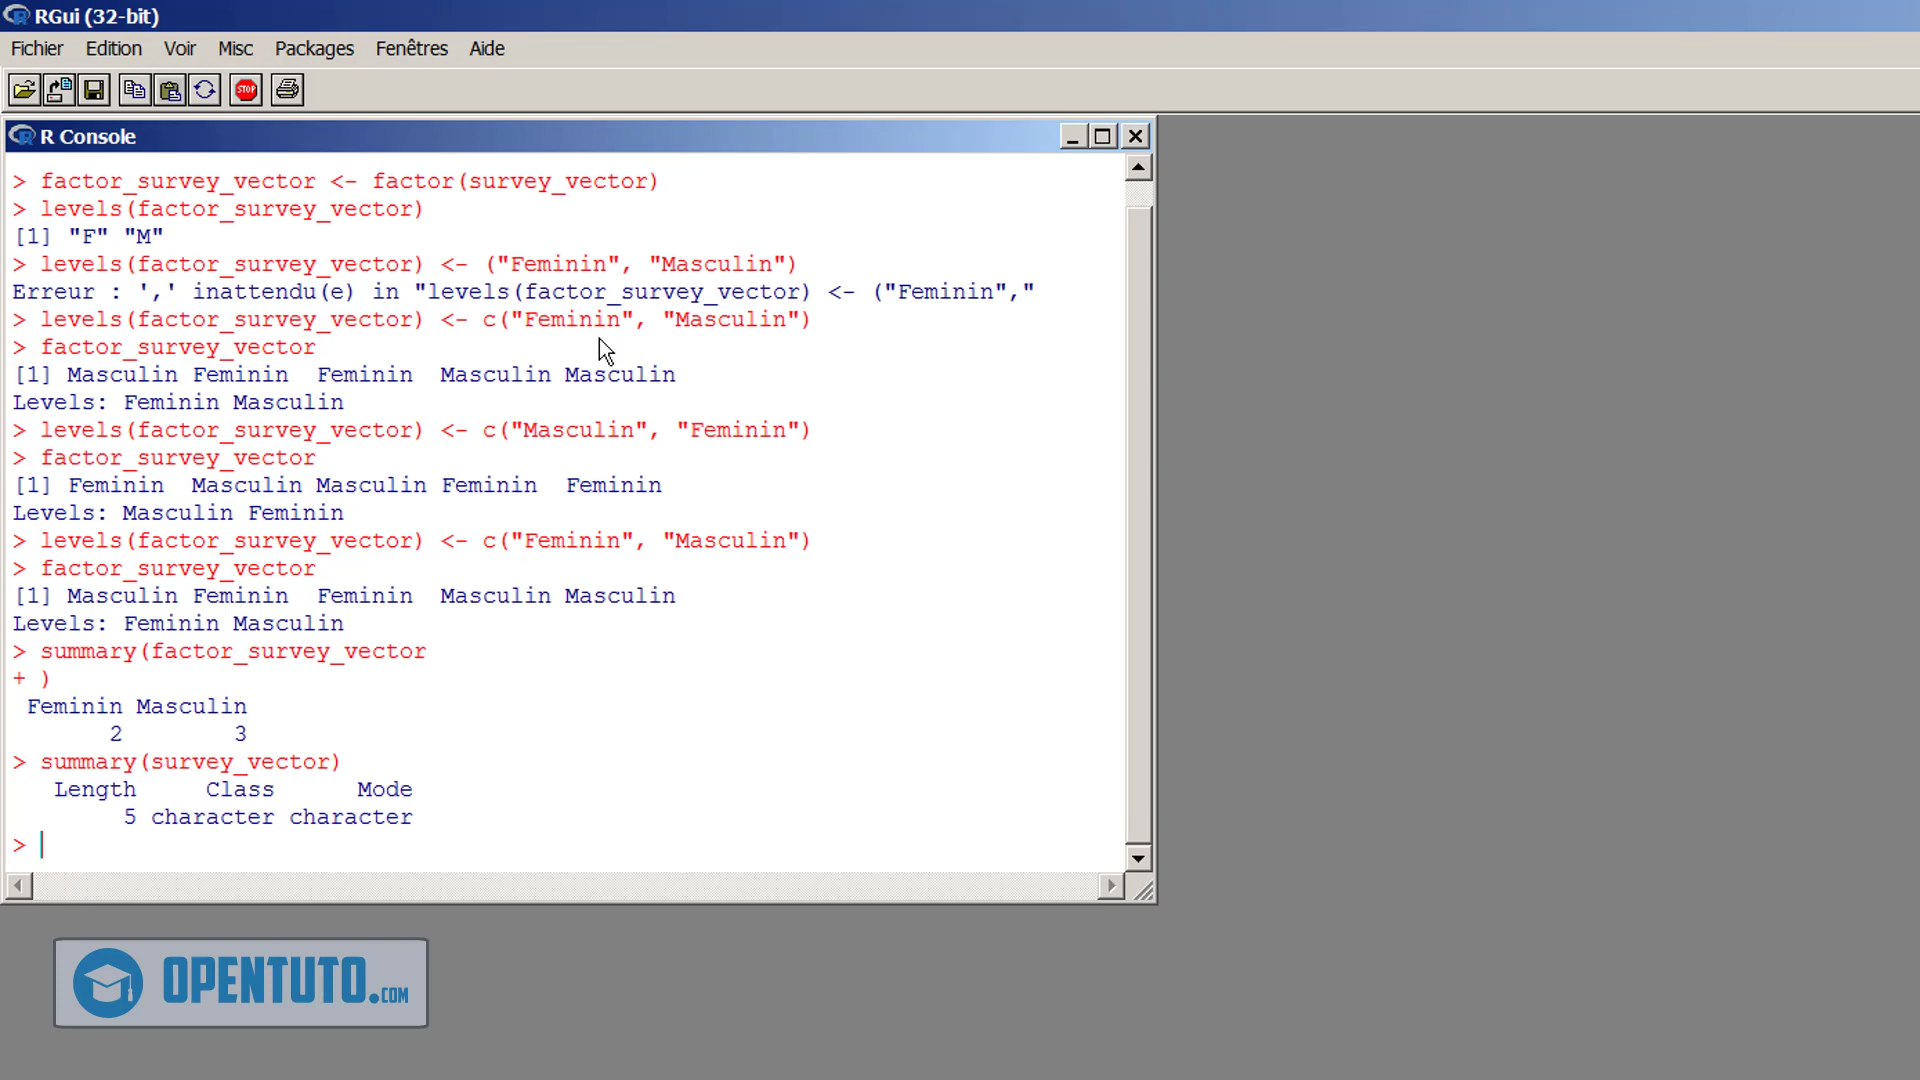 RGui (32-bit)
Fichier Edition Voir Misc Packages Fenêtres Aide
STOP
R Console
> factor_survey_vector <- factor(survey_vector)
> levels(factor_survey_vector)
[1] "F" "M"
> levels(factor_survey_vector) <- ("Feminin", "Masculin")
Erreur : ',' inattendu(e) in "levels(factor_survey_vector) <- ("Feminin","
> levels(factor_survey_vector) <- c("Feminin", "Masculin")
> factor_survey_vector
[1] Masculin Feminin  Feminin  Masculin Masculin
Levels: Feminin Masculin
> levels(factor_survey_vector) <- c("Masculin", "Feminin")
> factor_survey_vector
[1] Feminin  Masculin Masculin Feminin  Feminin
Levels: Masculin Feminin
> levels(factor_survey_vector) <- c("Feminin", "Masculin")
> factor_survey_vector
[1] Masculin Feminin  Feminin  Masculin Masculin
Levels: Feminin Masculin
> summary(factor_survey_vector
+ )
 Feminin Masculin
       2        3
> summary(survey_vector)
   Length     Class      Mode
        5 character character
>
OPENTUTO.COM